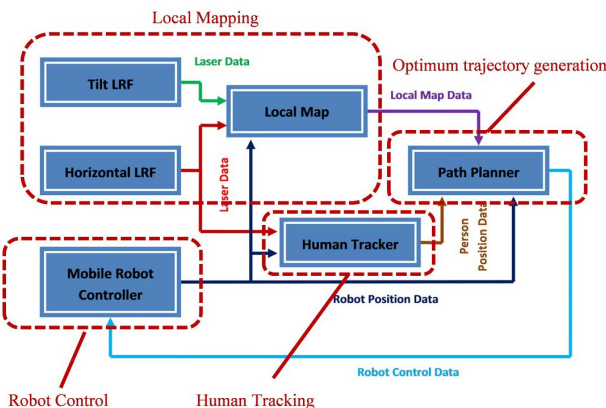 Local Mapping
Laser Data
Tilt LRF
Optimum trajectory generation
Local Map
Local Map Data
Horizontal LRF
Laser Data
Path Planner
Human Tracker
Person
Position Data
Mobile Robot
Controller
Robot Position Data
Robot Control Data
Robot Control
Human Tracking